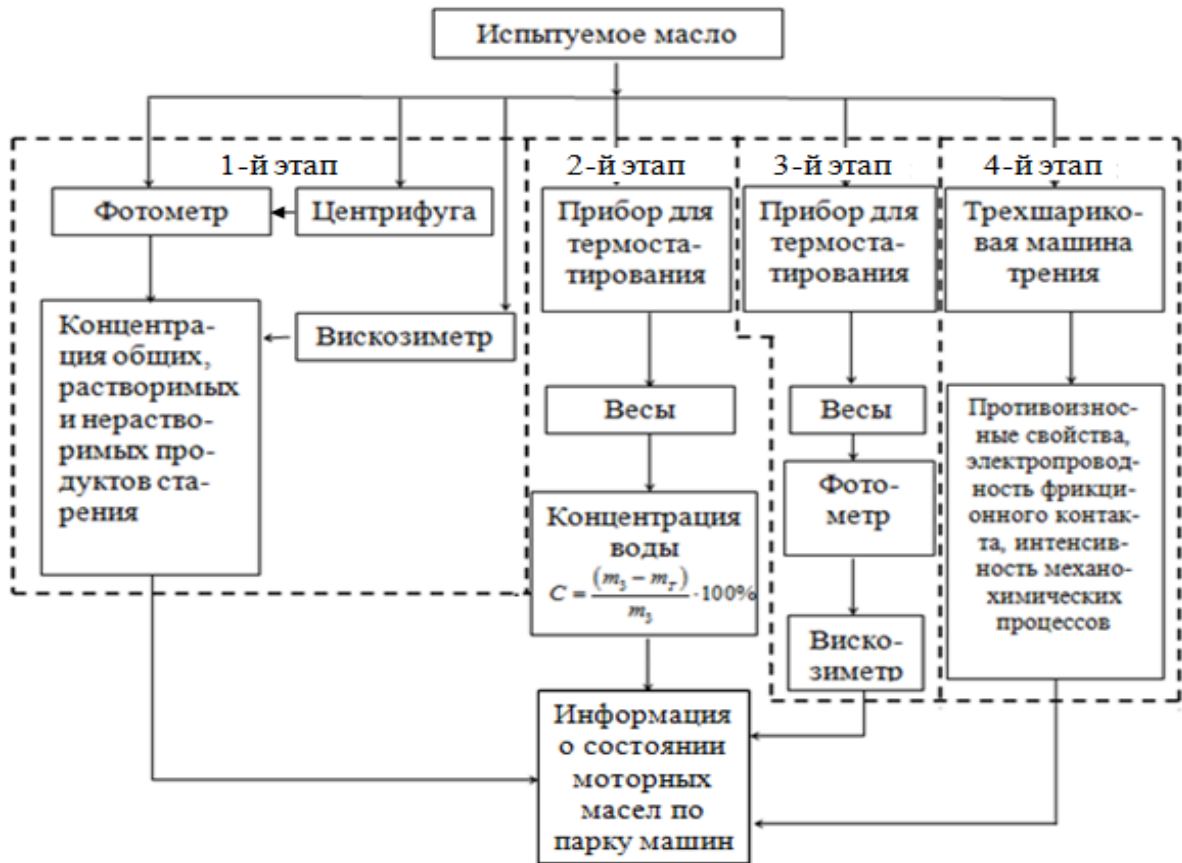 Испытуемое масло
1-й этап
Фотометр
Центрифуга
Концентра-
ция общих,
растворимых
и нераство-
римых про-
дуктов ста-
рения
Вискозиметр
2-й этап
Прибор для
термоста-
тирования
Весы
Концентрация
воды
C = (m₃ − m_T) / m₃ · 100%
3-й этап
Прибор для
термоста-
тирования
Весы
Фото-
метр
Виско-
зиметр
4-й этап
Трехшарико-
вая машина
трения
Противоизнос-
ные свойства,
электропровод-
ность фрикци-
онного контак-
та, интенсив-
ность механо-
химических
процессов
Информация
о состоянии
моторных
масел по
парку машин